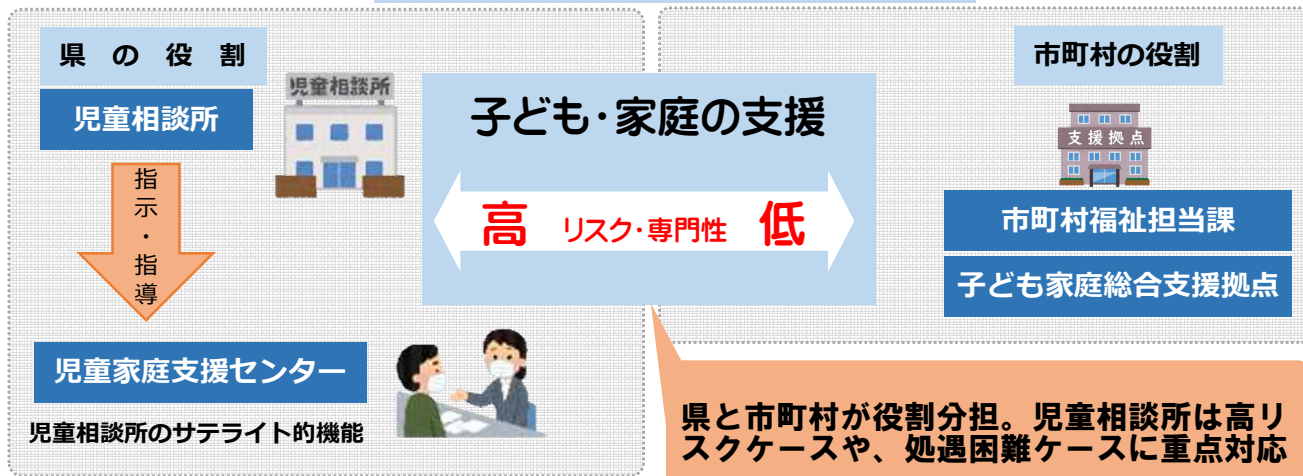 県の役割
児童相談所
児童相談所
指示・指導
児童家庭支援センター
児童相談所のサテライト的機能
子ども・家庭の支援
高 リスク・専門性 低
市町村の役割
支援拠点
市町村福祉担当課
子ども家庭総合支援拠点
県と市町村が役割分担。児童相談所は高リ
スクケースや、処遇困難ケースに重点対応